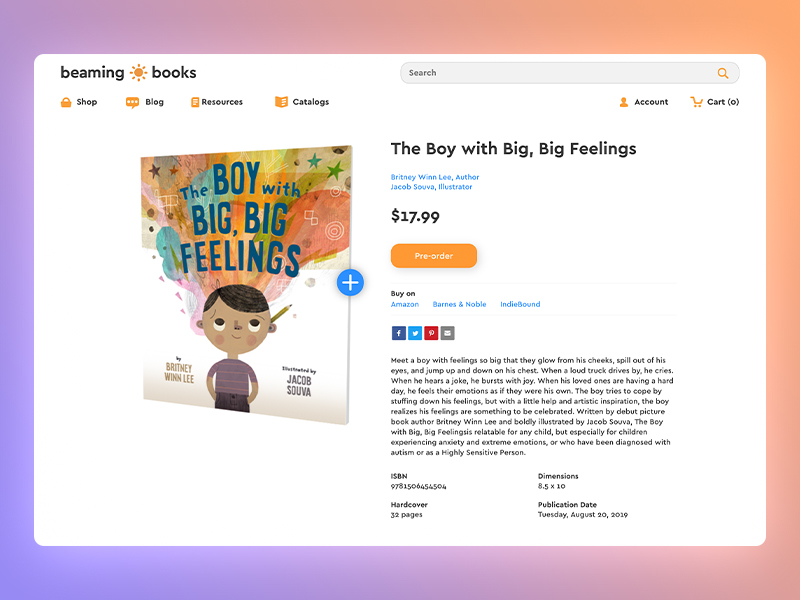 beaming books
Search
Shop
Blog
Resources
Catalogs
Account
Cart (0)
The BOY with
BIG, BIG
FEELINGS
by
BRITNEY
WINN LEE
Illustrated by
JACOB
SOUVA
The Boy with Big, Big Feelings
Britney Winn Lee, Author
Jacob Souva, Illustrator
$17.99
Pre-order
Buy on
Amazon
Barnes & Noble
IndieBound
Meet a boy with feelings so big that they glow from his cheeks, spill out of his
eyes, and jump up and down on his chest. When a loud truck drives by, he cries.
When he hears a joke, he bursts with joy. When his loved ones are having a hard
day, he feels their emotions as if they were his own. The boy tries to cope by
stuffing down his feelings, but with a little help and artistic inspiration, the boy
realizes his feelings are something to be celebrated. Written by debut picture
book author Britney Winn Lee and boldly illustrated by Jacob Souva, The Boy
with Big, Big Feelingsis relatable for any child, but especially for children
experiencing anxiety and extreme emotions, or who have been diagnosed with
autism or as a Highly Sensitive Person.
ISBN
9781506454504
Dimensions
8.5 x 10
Hardcover
32 pages
Publication Date
Tuesday, August 20, 2019